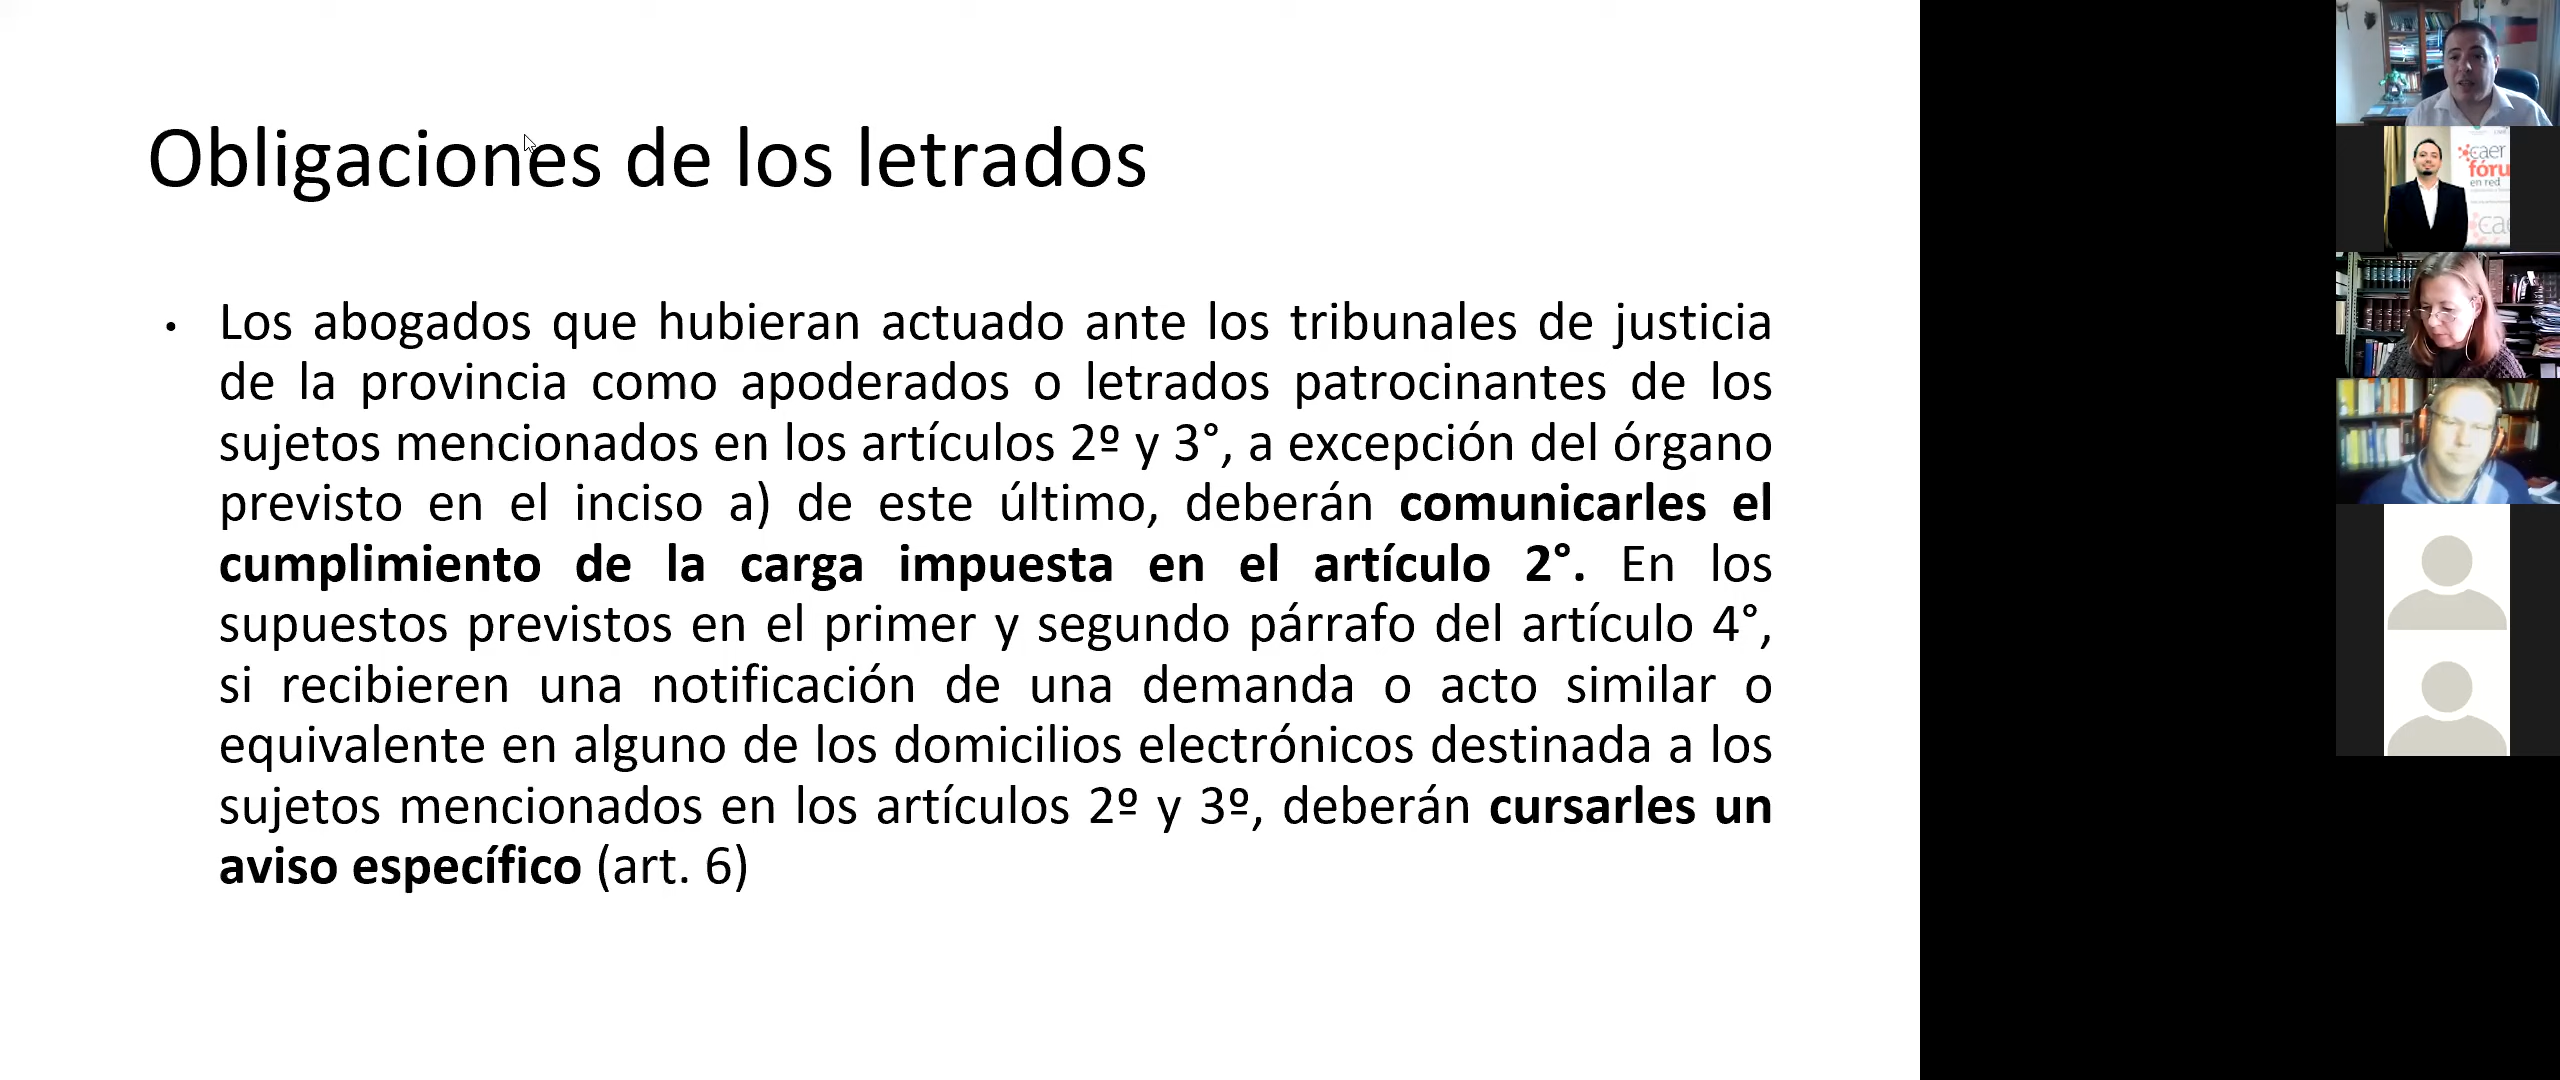 Obligaciones de los letrados
• Los abogados que hubieran actuado ante los tribunales de justicia
de la provincia como apoderados o letrados patrocinantes de los
sujetos mencionados en los artículos 2º y 3°, a excepción del órgano
previsto en el inciso a) de este último, deberán comunicarles el
cumplimiento de la carga impuesta en el artículo 2°. En los
supuestos previstos en el primer y segundo párrafo del artículo 4°,
si recibieren una notificación de una demanda o acto similar o
equivalente en alguno de los domicilios electrónicos destinada a los
sujetos mencionados en los artículos 2º y 3º, deberán cursarles un
aviso específico (art. 6)
caer
fóru
en red
cae